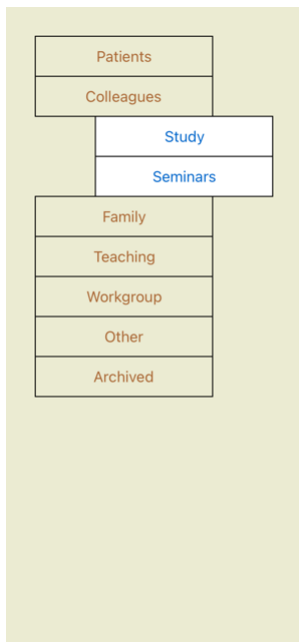 Patients
Colleagues
Study
Seminars
Family
Teaching
Workgroup
Other
Archived